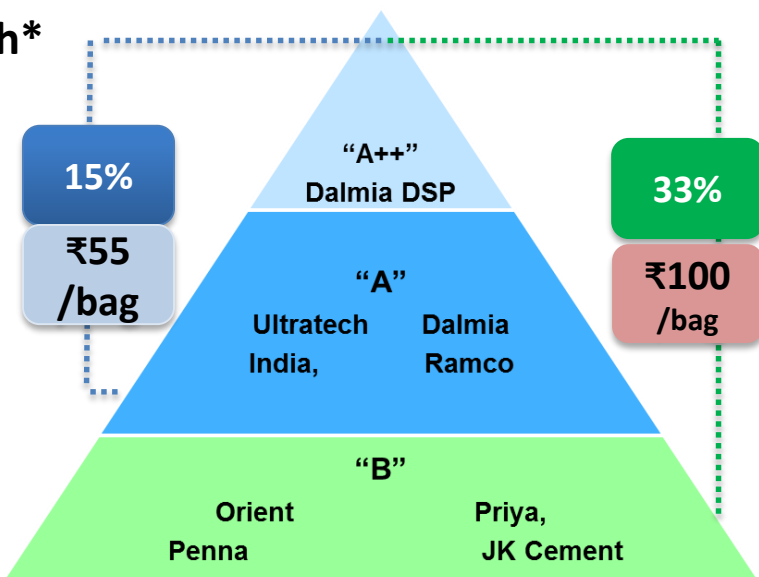 h*
15%
₹55
/bag
“A++”
Dalmia DSP
33%
₹100
/bag
“A”
Ultratech Dalmia
India, Ramco
“B”
Orient Priya,
Penna JK Cement